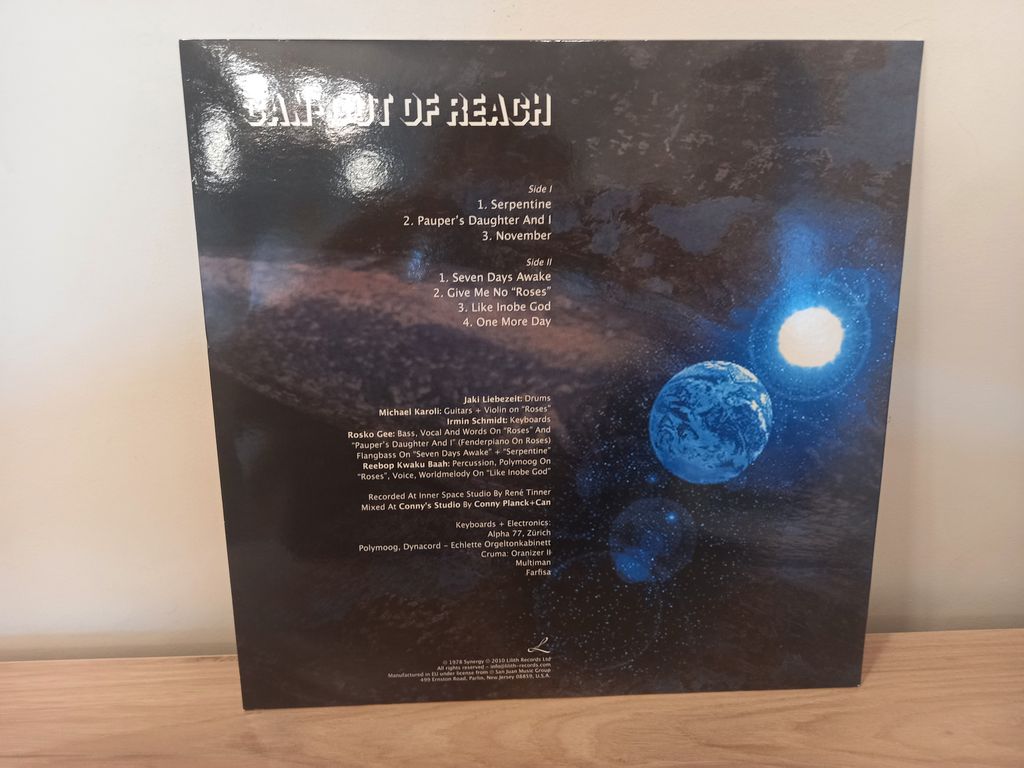 CAN: OUT OF REACH
Side I
1. Serpentine
2. Pauper's Daughter And I
3. November
Side II
1. Seven Days Awake
2. Give Me No "Roses"
3. Like Inobe God
4. One More Day
Jaki Liebezeit: Drums
Michael Karoli: Guitars + Violin on "Roses"
Irmin Schmidt: Keyboards
Rosko Gee: Bass, Vocal And Words On "Roses" And
"Pauper's Daughter And I" (Fenderpiano On Roses)
Flangbass On "Seven Days Awake" + "Serpentine"
Reebop Kwaku Baah: Percussion, Polymoog On
"Roses", Voice, Worldmelody On "Like Inobe God"
Recorded At Inner Space Studio By René Tinner
Mixed At Conny's Studio By Conny Planck+Can
Keyboards + Electronics:
Alpha 77, Zürich
Polymoog, Dynacord – Echlette Orgeltonkabinett
Cruma: Oranizer II
Multiman
Farfisa
L
℗ 1978 Synergy © 2010 Lilith Records Ltd
All rights reserved – info@lilith-records.com
Manufactured in EU under license from ℗ San Juan Music Group
499 Ernston Road, Parlin, New Jersey 08859, U.S.A.